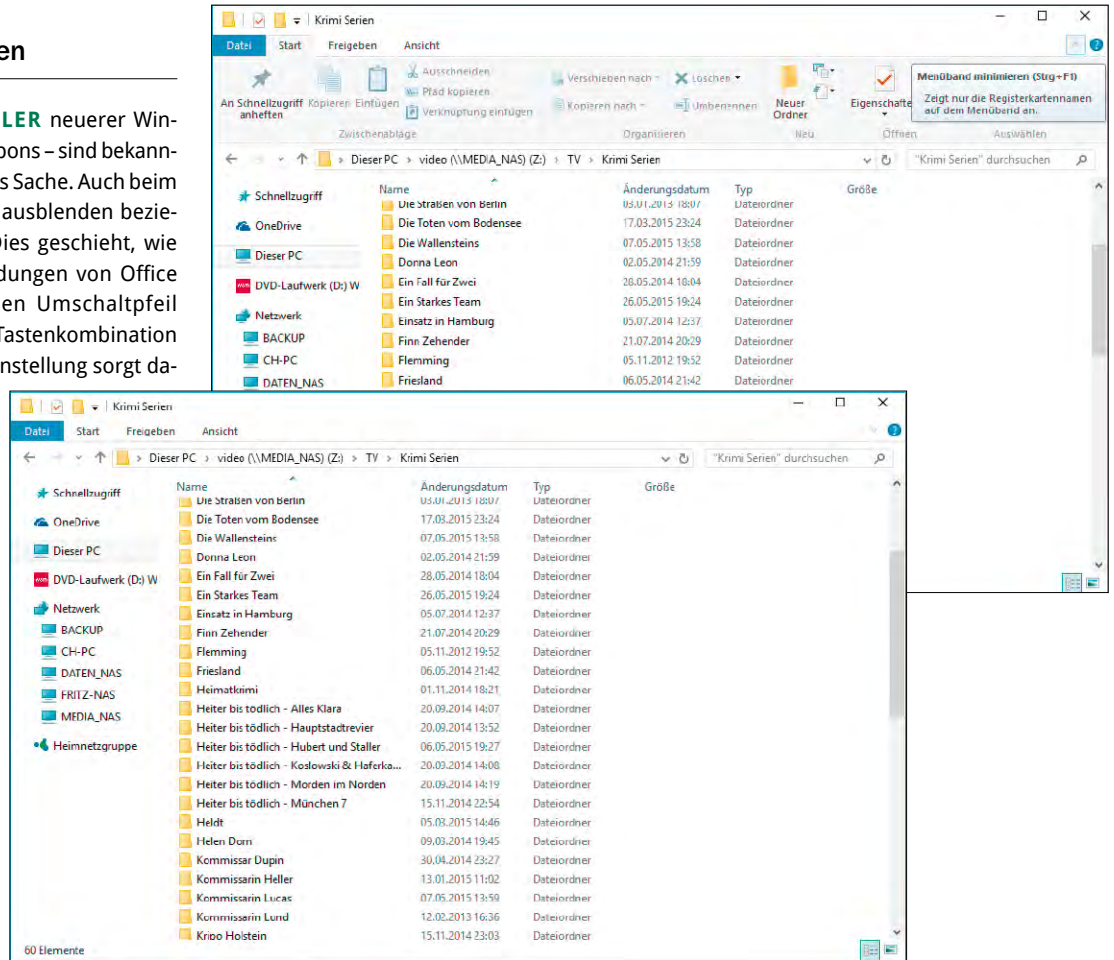 en
LER neuerer Win-
bons – sind bekann-
s Sache. Auch beim
ausblenden bezie-
Dies geschieht, wie
dungen von Office
en Umschaltpfeil
Tastenkombination
nstellung sorgt da-
Krimi Serien
Datei Start Freigeben Ansicht
Ausschneiden
Pfad kopieren
Verknüpfung einfügen
An Schnellzugriff anheften
Kopieren Einfügen
Verschieben nach
Kopieren nach
Löschen
Umbenennen
Neuer Ordner
Eigenschafte
Menüband minimieren (Strg+F1)
Zeigt nur die Registerkartennamen
auf dem Menüband an.
Zwischenablage Organisieren Neu Öffnen Auswählen
Dieser PC > video (\\MEDIA_NAS) (Z:) > TV > Krimi Serien
"Krimi Serien" durchsuchen
Schnellzugriff
OneDrive
Dieser PC
DVD-Laufwerk (D:) W
Netzwerk
BACKUP
CH-PC
DATEN_NAS
Name Änderungsdatum Typ Größe
Die Straßen von Berlin 03.01.2013 18:07 Dateiordner
Die Toten vom Bodensee 17.03.2015 23:24 Dateiordner
Die Wallensteins 07.05.2015 13:58 Dateiordner
Donna Leon 02.05.2014 21:59 Dateiordner
Ein Fall für Zwei 28.05.2014 18:04 Dateiordner
Ein Starkes Team 26.05.2015 19:24 Dateiordner
Einsatz in Hamburg 05.07.2014 12:37 Dateiordner
Finn Zehender 21.07.2014 20:29 Dateiordner
Flemming 05.11.2012 19:52 Dateiordner
Friesland 06.05.2014 21:42 Dateiordner
Krimi Serien
Datei Start Freigeben Ansicht
Dieser PC > video (\\MEDIA_NAS) (Z:) > TV > Krimi Serien
"Krimi Serien" durchsuchen
Schnellzugriff
OneDrive
Dieser PC
DVD-Laufwerk (D:) W
Netzwerk
BACKUP
CH-PC
DATEN_NAS
FRITZ-NAS
MEDIA_NAS
Heimnetzgruppe
Name Änderungsdatum Typ Größe
Die Straßen von Berlin 03.01.2013 18:07 Dateiordner
Die Toten vom Bodensee 17.03.2015 23:24 Dateiordner
Die Wallensteins 07.05.2015 13:58 Dateiordner
Donna Leon 02.05.2014 21:59 Dateiordner
Ein Fall für Zwei 28.05.2014 18:04 Dateiordner
Ein Starkes Team 26.05.2015 19:24 Dateiordner
Einsatz in Hamburg 05.07.2014 12:37 Dateiordner
Finn Zehender 21.07.2014 20:29 Dateiordner
Flemming 05.11.2012 19:52 Dateiordner
Friesland 06.05.2014 21:42 Dateiordner
Heimatkrimi 01.11.2014 18:21 Dateiordner
Heiter bis tödlich - Alles Klara 20.09.2014 14:07 Dateiordner
Heiter bis tödlich - Hauptstadtrevier 20.09.2014 13:52 Dateiordner
Heiter bis tödlich - Hubert und Staller 06.05.2015 19:27 Dateiordner
Heiter bis tödlich - Koslowski & Haferka... 20.09.2014 14:08 Dateiordner
Heiter bis tödlich - Morden im Norden 20.09.2014 14:19 Dateiordner
Heiter bis tödlich - München 7 15.11.2014 22:54 Dateiordner
Heldt 05.03.2015 14:46 Dateiordner
Helen Dorn 09.03.2014 19:45 Dateiordner
Kommissar Dupin 30.04.2014 23:27 Dateiordner
Kommissarin Heller 13.01.2015 11:02 Dateiordner
Kommissarin Lucas 07.05.2015 13:59 Dateiordner
Kommissarin Lund 12.02.2013 16:36 Dateiordner
Kripo Holstein 15.11.2014 23:03 Dateiordner
60 Elemente